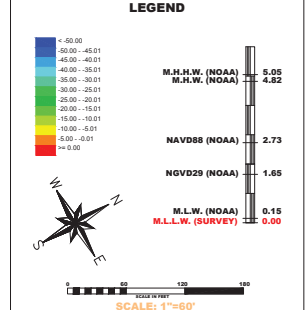 LEGEND
< -50.00
-50.00 - -45.01
-45.00 - -40.01
-40.00 - -35.01
-35.00 - -30.01
-30.00 - -25.01
-25.00 - -20.01
-20.00 - -15.01
-15.00 - -10.01
-10.00 - -5.01
-5.00 - -0.01
>= 0.00
M.H.H.W. (NOAA) 5.05
M.H.W. (NOAA) 4.82
NAVD88 (NOAA) 2.73
NGVD29 (NOAA) 1.65
M.L.W. (NOAA) 0.15
M.L.L.W. (SURVEY) 0.00
W
N
S
E
0 60 120 180
SCALE IN FEET
SCALE: 1"=60'